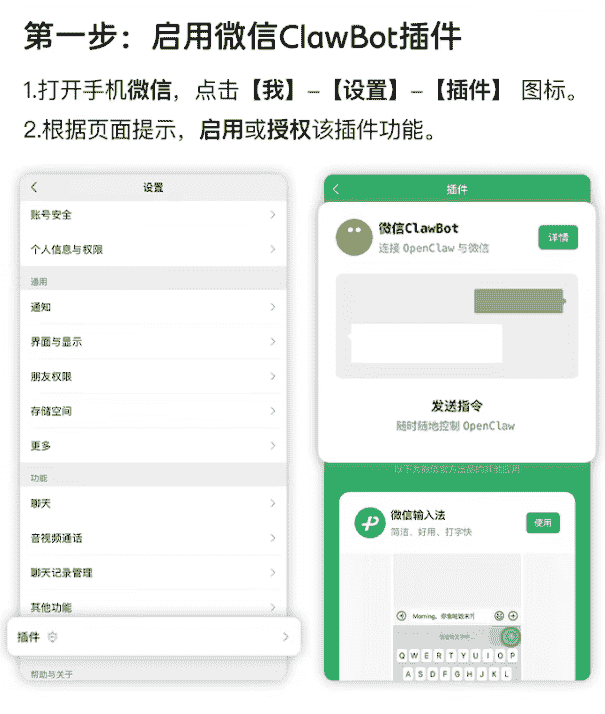 第一步：启用微信ClawBot插件
1.打开手机微信，点击【我】–【设置】–【插件】 图标。
2.根据页面提示，启用或授权该插件功能。
设置
账号安全
个人信息与权限
通用
通知
界面与显示
朋友权限
存储空间
更多
功能
聊天
音视频通话
聊天记录管理
其他功能
插件
帮助与关于
插件
微信ClawBot
连接 OpenClaw 与微信
详情
发送指令
随时随地控制 OpenClaw
微信输入法
简洁、好用、打字快
使用
Q W E R T Y U I O P
A S D F G H J K L